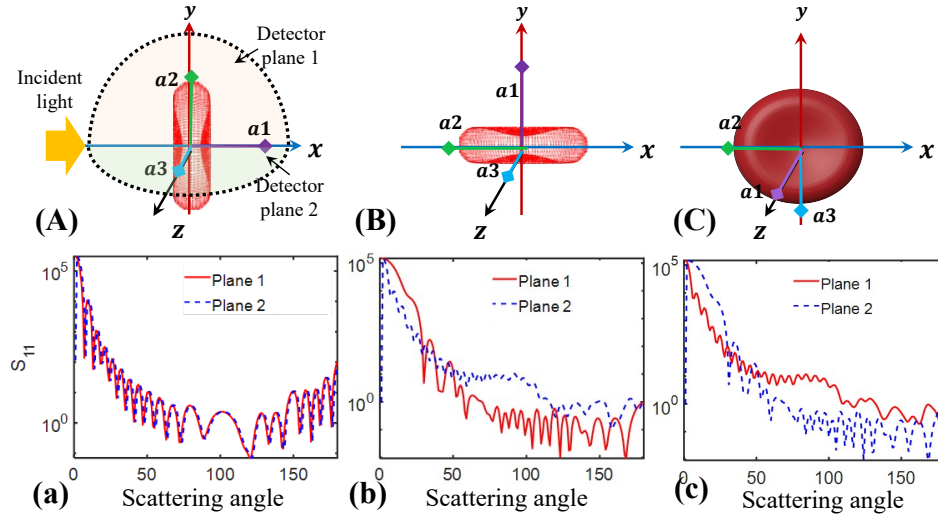 y
Detector
plane 1
Incident
light
a2
a1
x
a3
Detector
plane 2
z
(A)
y
a1
a2
x
a3
z
(B)
y
a2
x
a1
a3
z
(C)
10^5
S_11
10^0
Plane 1
Plane 2
0 50 100 150
(a) Scattering angle
10^5
10^0
Plane 1
Plane 2
0 50 100 150
(b) Scattering angle
10^5
10^0
Plane 1
Plane 2
0 50 100 150
(c) Scattering angle